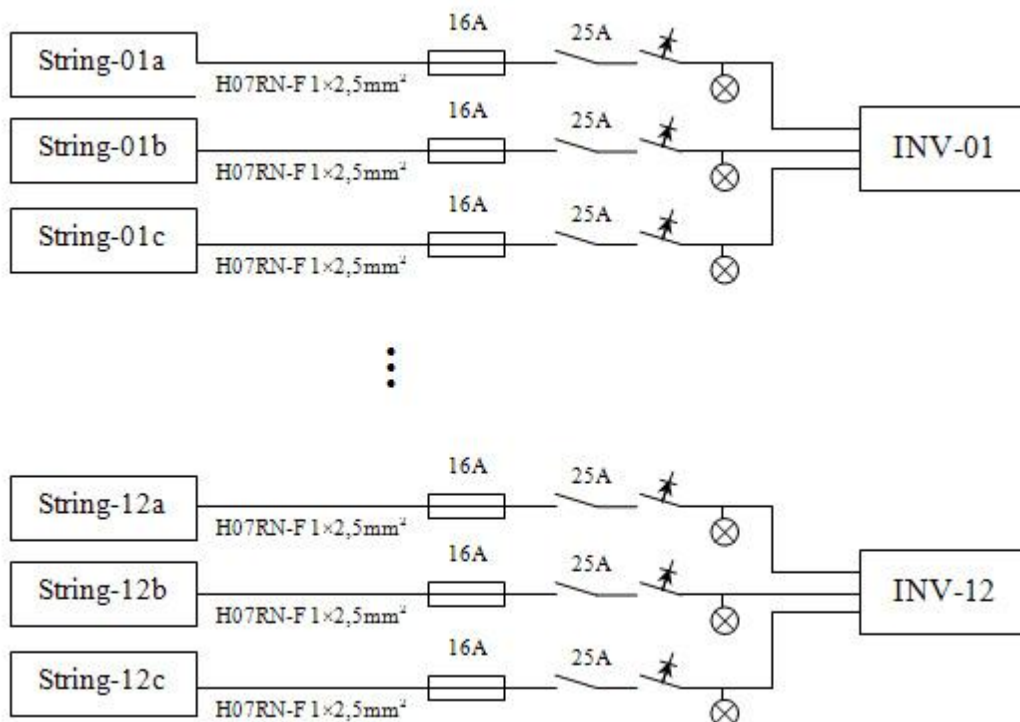 16A
25A
String-01a
H07RN-F 1×2,5mm²
16A
25A
String-01b
INV-01
H07RN-F 1×2,5mm²
16A
25A
String-01c
H07RN-F 1×2,5mm²
16A
25A
String-12a
H07RN-F 1×2,5mm²
16A
25A
String-12b
INV-12
H07RN-F 1×2,5mm²
16A
25A
String-12c
H07RN-F 1×2,5mm²